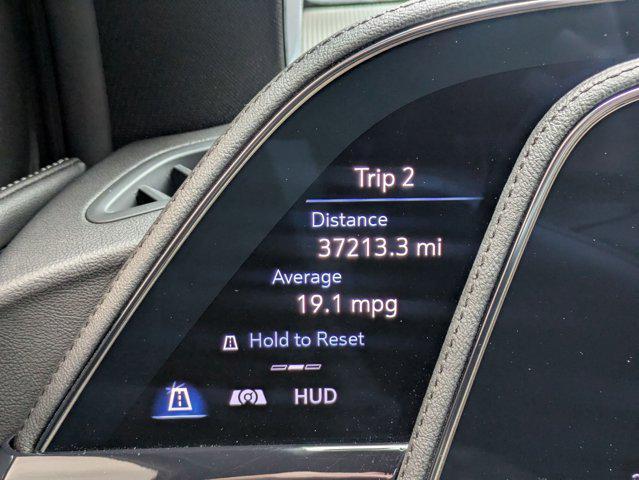 Trip 2
Distance
37213.3 mi
Average
19.1 mpg
Hold to Reset
HUD